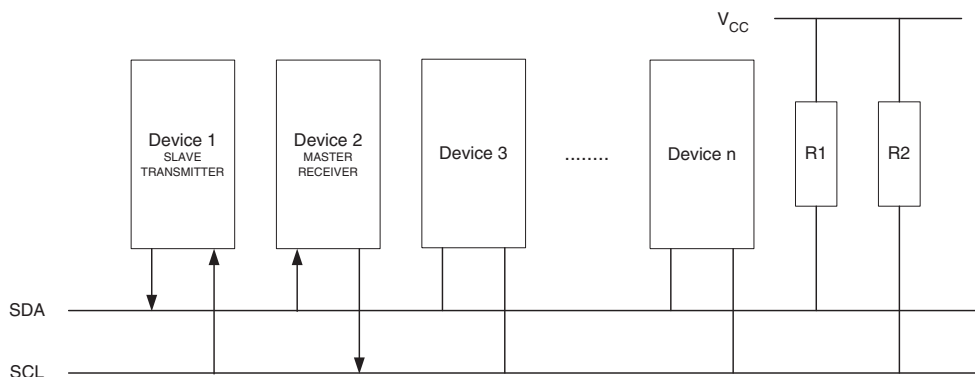 VCC
Device 1
SLAVE
TRANSMITTER
Device 2
MASTER
RECEIVER
Device 3
........
Device n
R1
R2
SDA
SCL